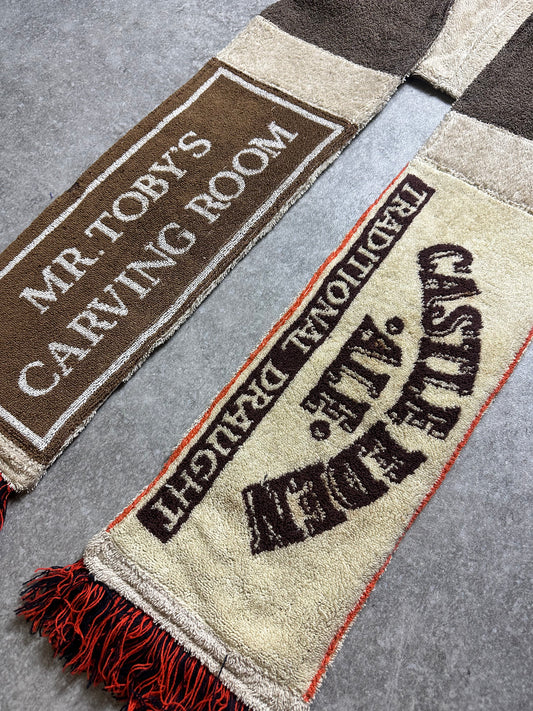 MR. TOBY'S
CARVING ROOM
CASTLE EDEN
•ALE•
TRADITIONAL DRAUGHT